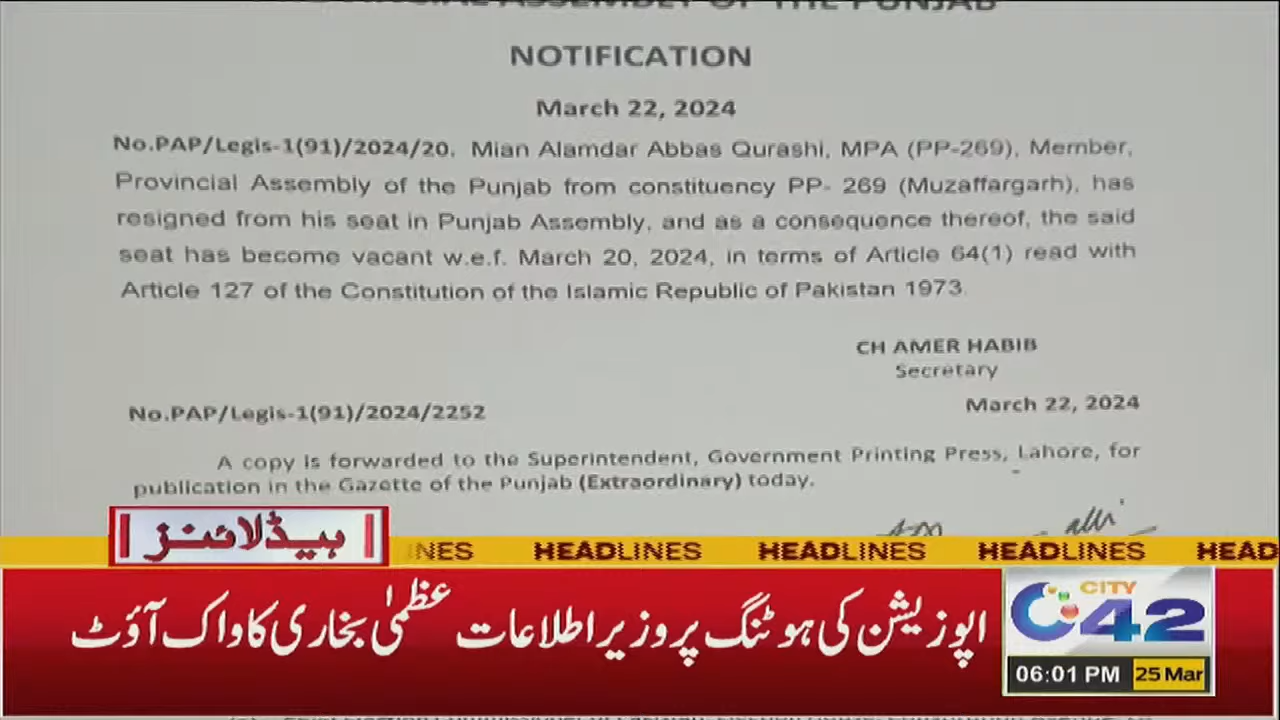 ASSEMBLY OF THE PUNJAB
NOTIFICATION
March 22, 2024
No.PAP/Legis-1(91)/2024/20. Mian Alamdar Abbas Qurashi, MPA (PP-269), Member,
Provincial Assembly of the Punjab from constituency PP- 269 (Muzaffargarh), has
resigned from his seat in Punjab Assembly, and as a consequence thereof, the said
seat has become vacant w.e.f. March 20, 2024, in terms of Article 64(1) read with
Article 127 of the Constitution of the Islamic Republic of Pakistan 1973.
CH AMER HABIB
Secretary
No.PAP/Legis-1(91)/2024/2252
March 22, 2024
A copy is forwarded to the Superintendent, Government Printing Press, Lahore, for
publication in the Gazette of the Punjab (Extraordinary) today.
ہیڈلائنز
NES HEADLINES HEADLINES HEADLINES HEAD
اپوزیشن کی ہوٹنگ پر وزیر اطلاعات عظمیٰ بخاری کا واک آؤٹ
CITY
42
06:01 PM 25 Mar